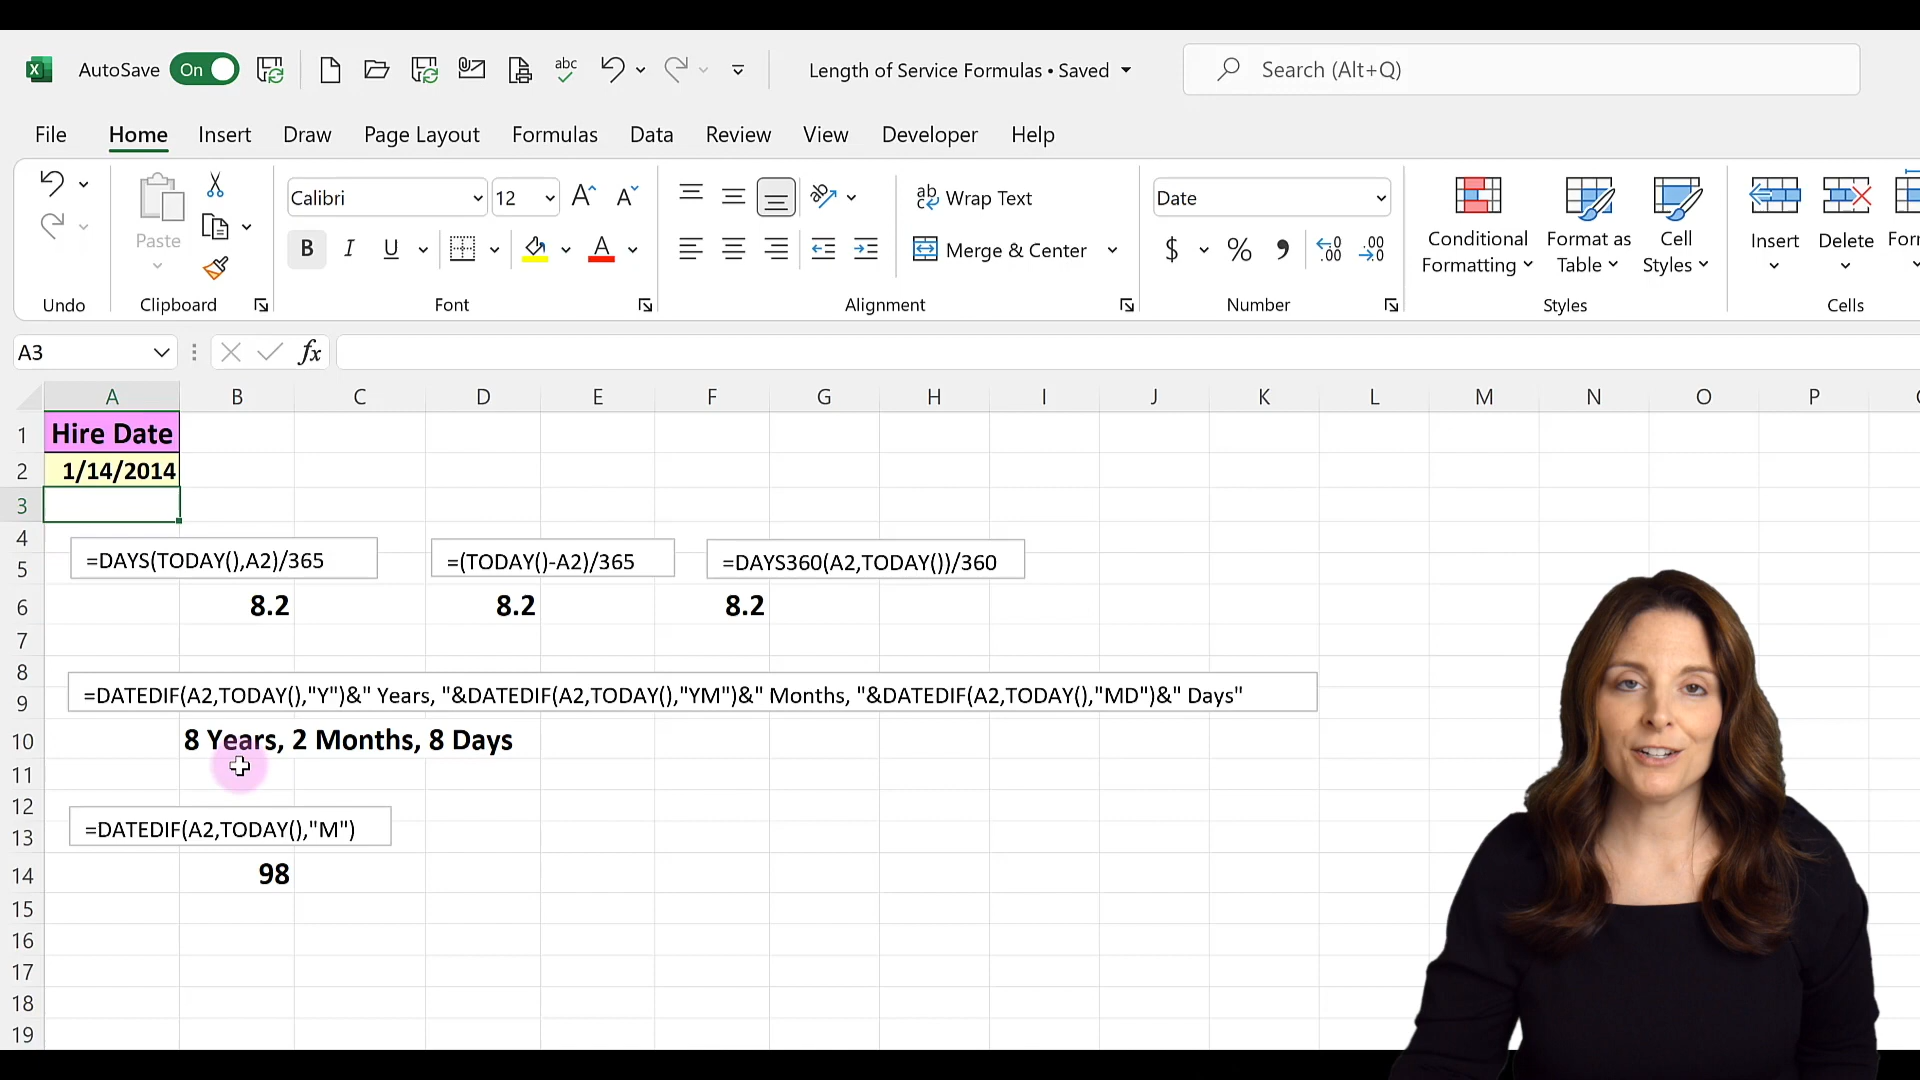 AutoSave On Length of Service Formulas • Saved Search (Alt+Q)
File Home Insert Draw Page Layout Formulas Data Review View Developer Help
Paste Calibri 12 A A ab Wrap Text Date
B I U A Merge & Center $ % , .00 .00
Conditional Formatting
Format as Table
Cell Styles
Insert Delete
Undo Clipboard Font Alignment Number Styles Cells
A3 fx
A B C D E F G H I J K L M N O P
1 Hire Date
2 1/14/2014
3
4
5 =DAYS(TODAY(),A2)/365 =(TODAY()-A2)/365 =DAYS360(A2,TODAY())/360
6 8.2 8.2 8.2
7
8
9 =DATEDIF(A2,TODAY(),"Y")&" Years, "&DATEDIF(A2,TODAY(),"YM")&" Months, "&DATEDIF(A2,TODAY(),"MD")&" Days"
10 8 Years, 2 Months, 8 Days
11
12
13 =DATEDIF(A2,TODAY(),"M")
14 98
15
16
17
18
19